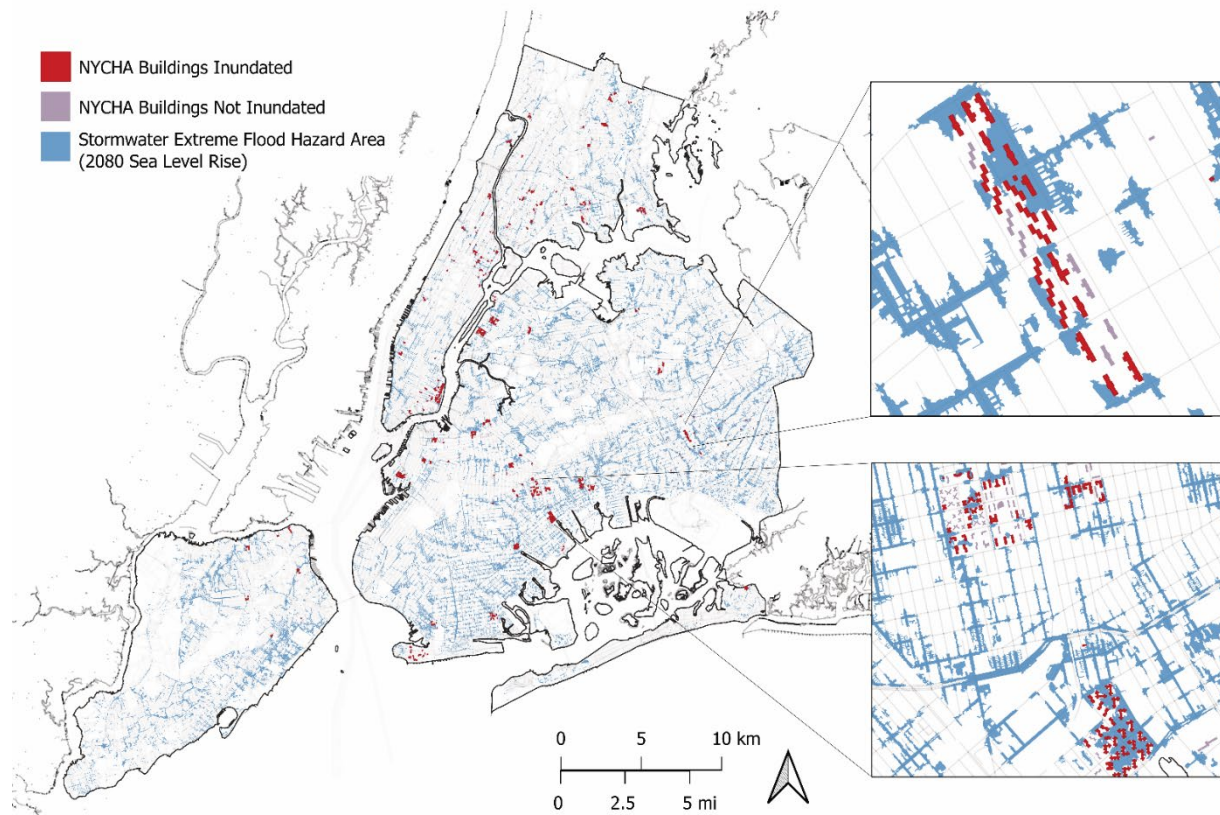 NYCHA Buildings Inundated
NYCHA Buildings Not Inundated
Stormwater Extreme Flood Hazard Area
(2080 Sea Level Rise)
0 5 10 km
0 2.5 5 mi